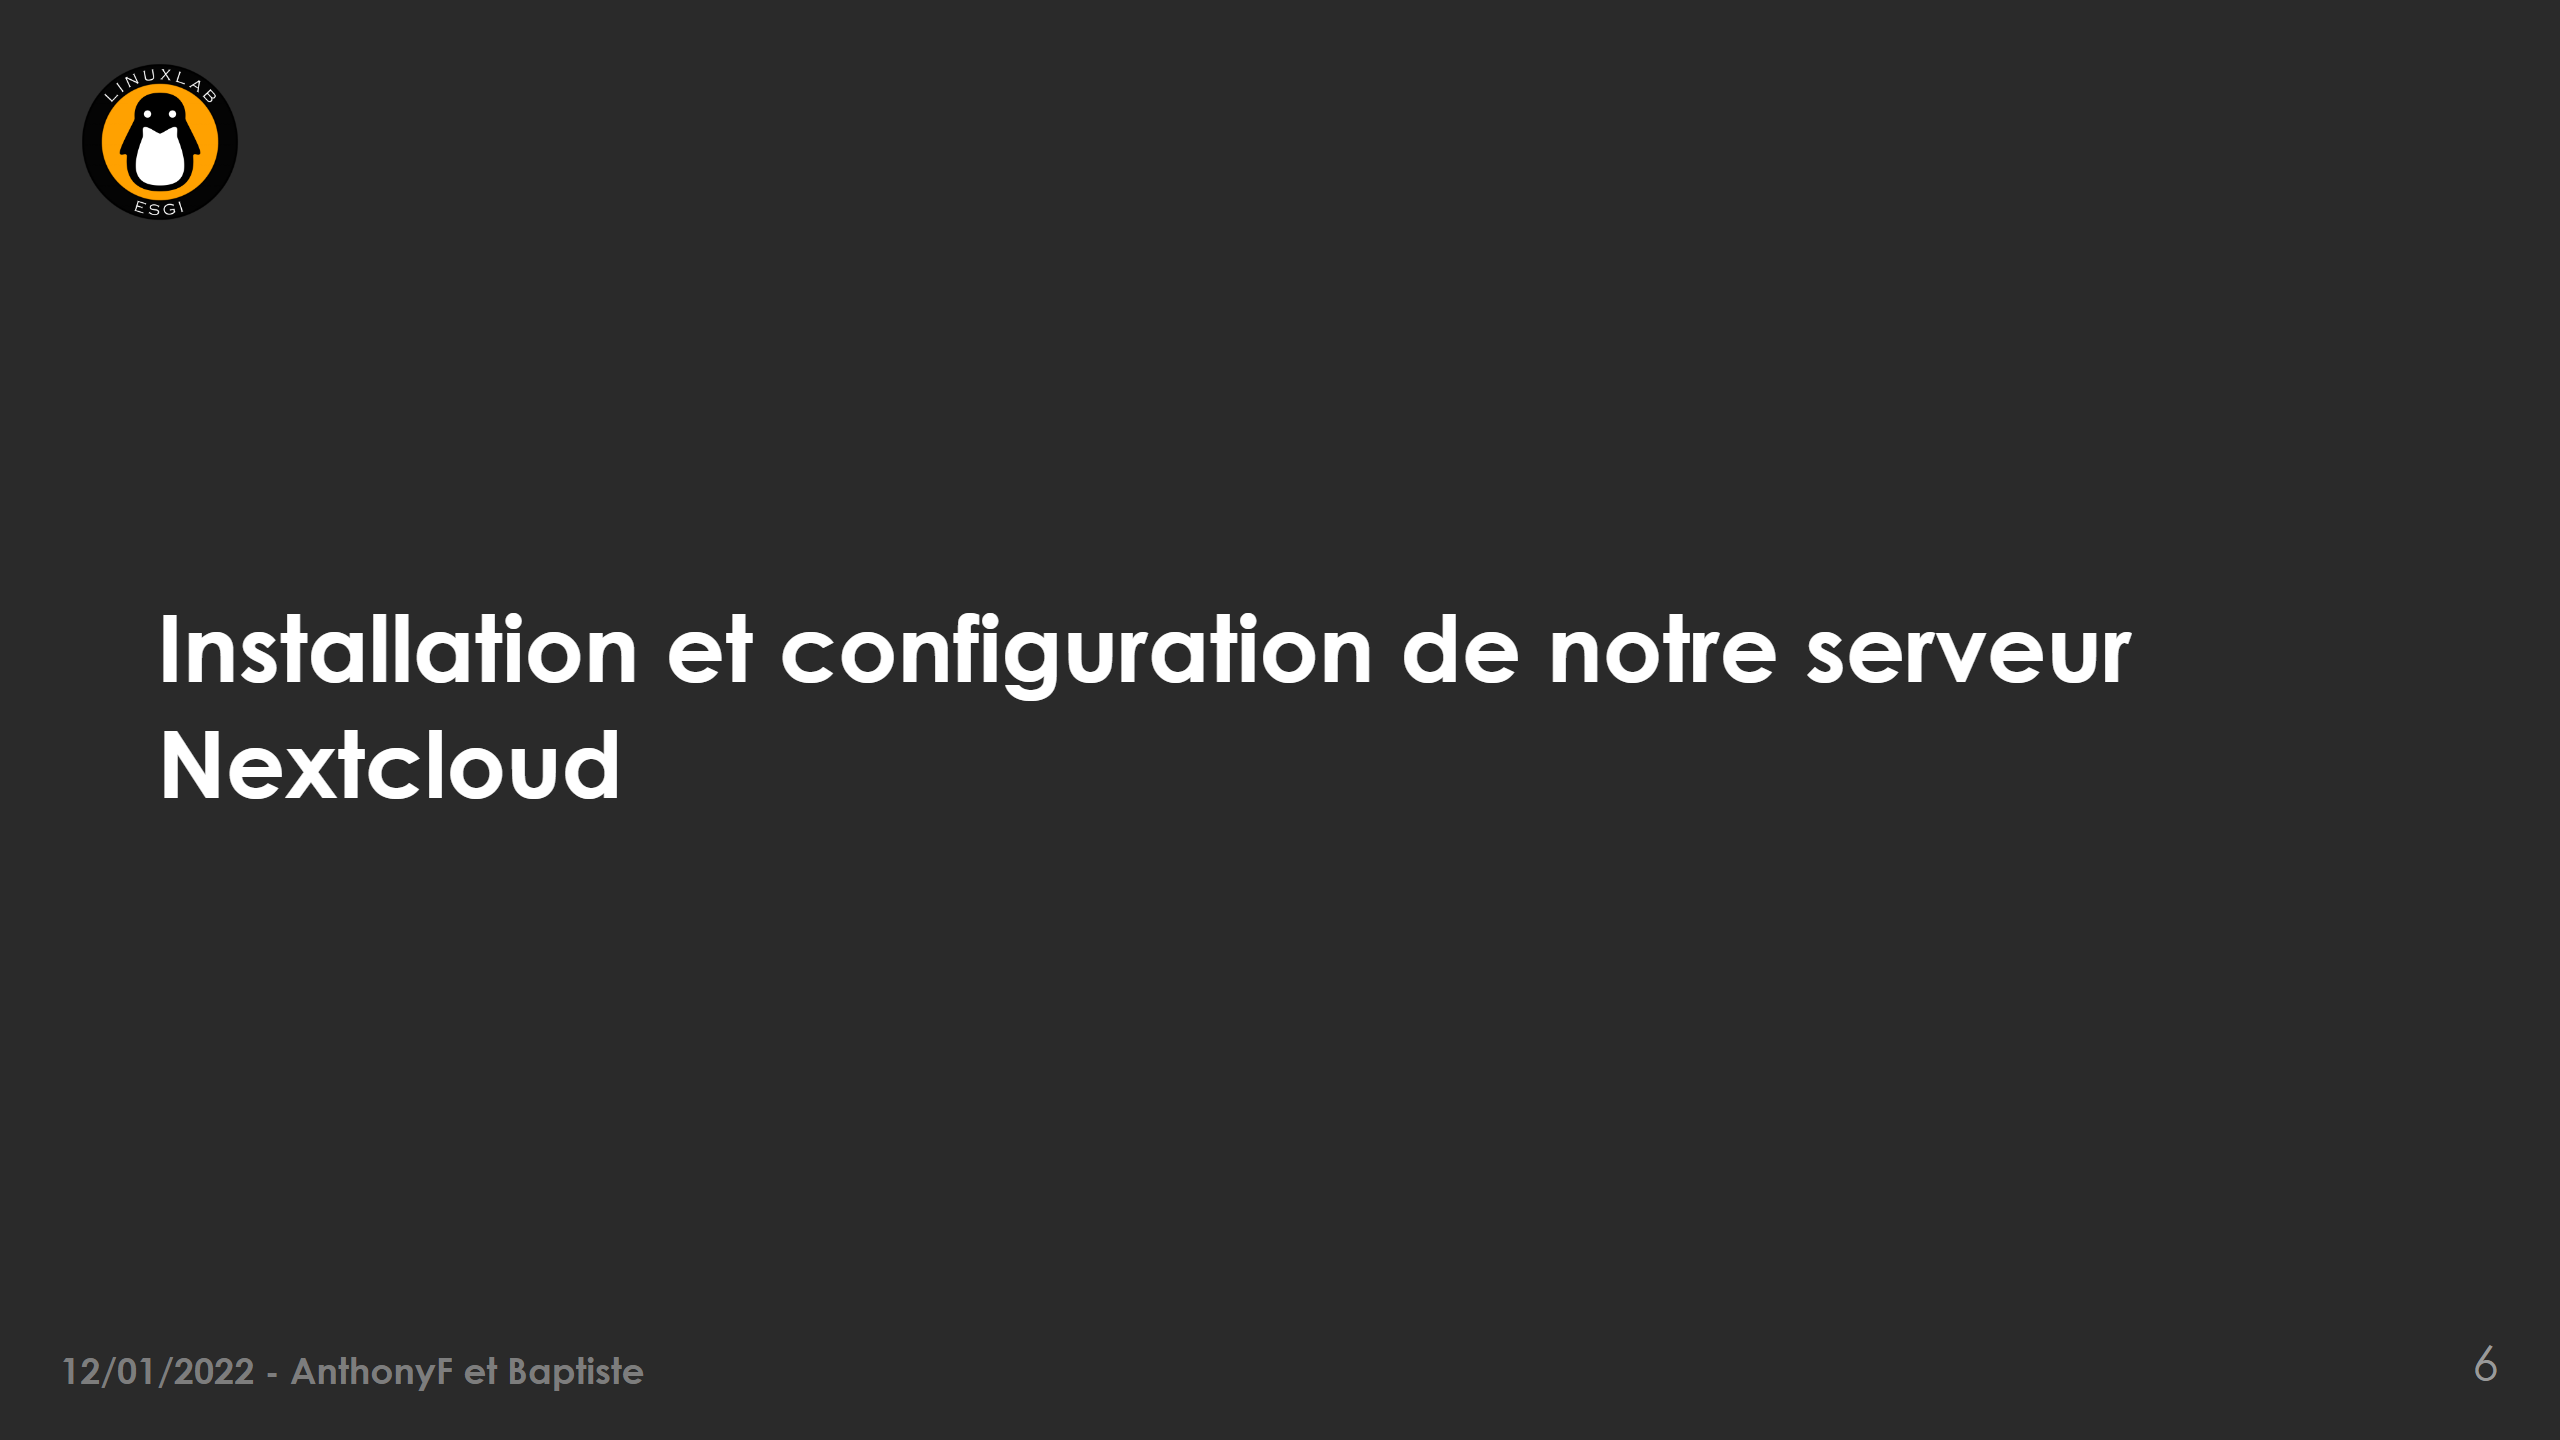 LINUXLAB
ESGI
Installation et configuration de notre serveur
Nextcloud
12/01/2022 - AnthonyF et Baptiste
6